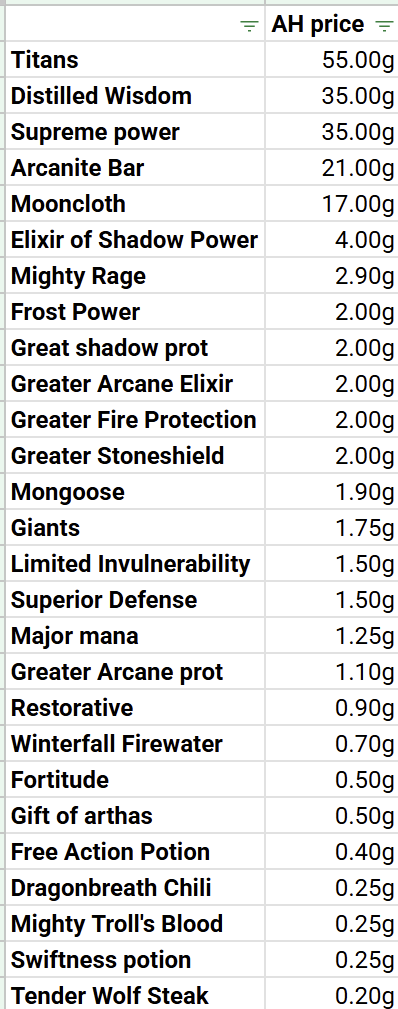 AH price
Titans 55.00g
Distilled Wisdom 35.00g
Supreme power 35.00g
Arcanite Bar 21.00g
Mooncloth 17.00g
Elixir of Shadow Power 4.00g
Mighty Rage 2.90g
Frost Power 2.00g
Great shadow prot 2.00g
Greater Arcane Elixir 2.00g
Greater Fire Protection 2.00g
Greater Stoneshield 2.00g
Mongoose 1.90g
Giants 1.75g
Limited Invulnerability 1.50g
Superior Defense 1.50g
Major mana 1.25g
Greater Arcane prot 1.10g
Restorative 0.90g
Winterfall Firewater 0.70g
Fortitude 0.50g
Gift of arthas 0.50g
Free Action Potion 0.40g
Dragonbreath Chili 0.25g
Mighty Troll's Blood 0.25g
Swiftness potion 0.25g
Tender Wolf Steak 0.20g